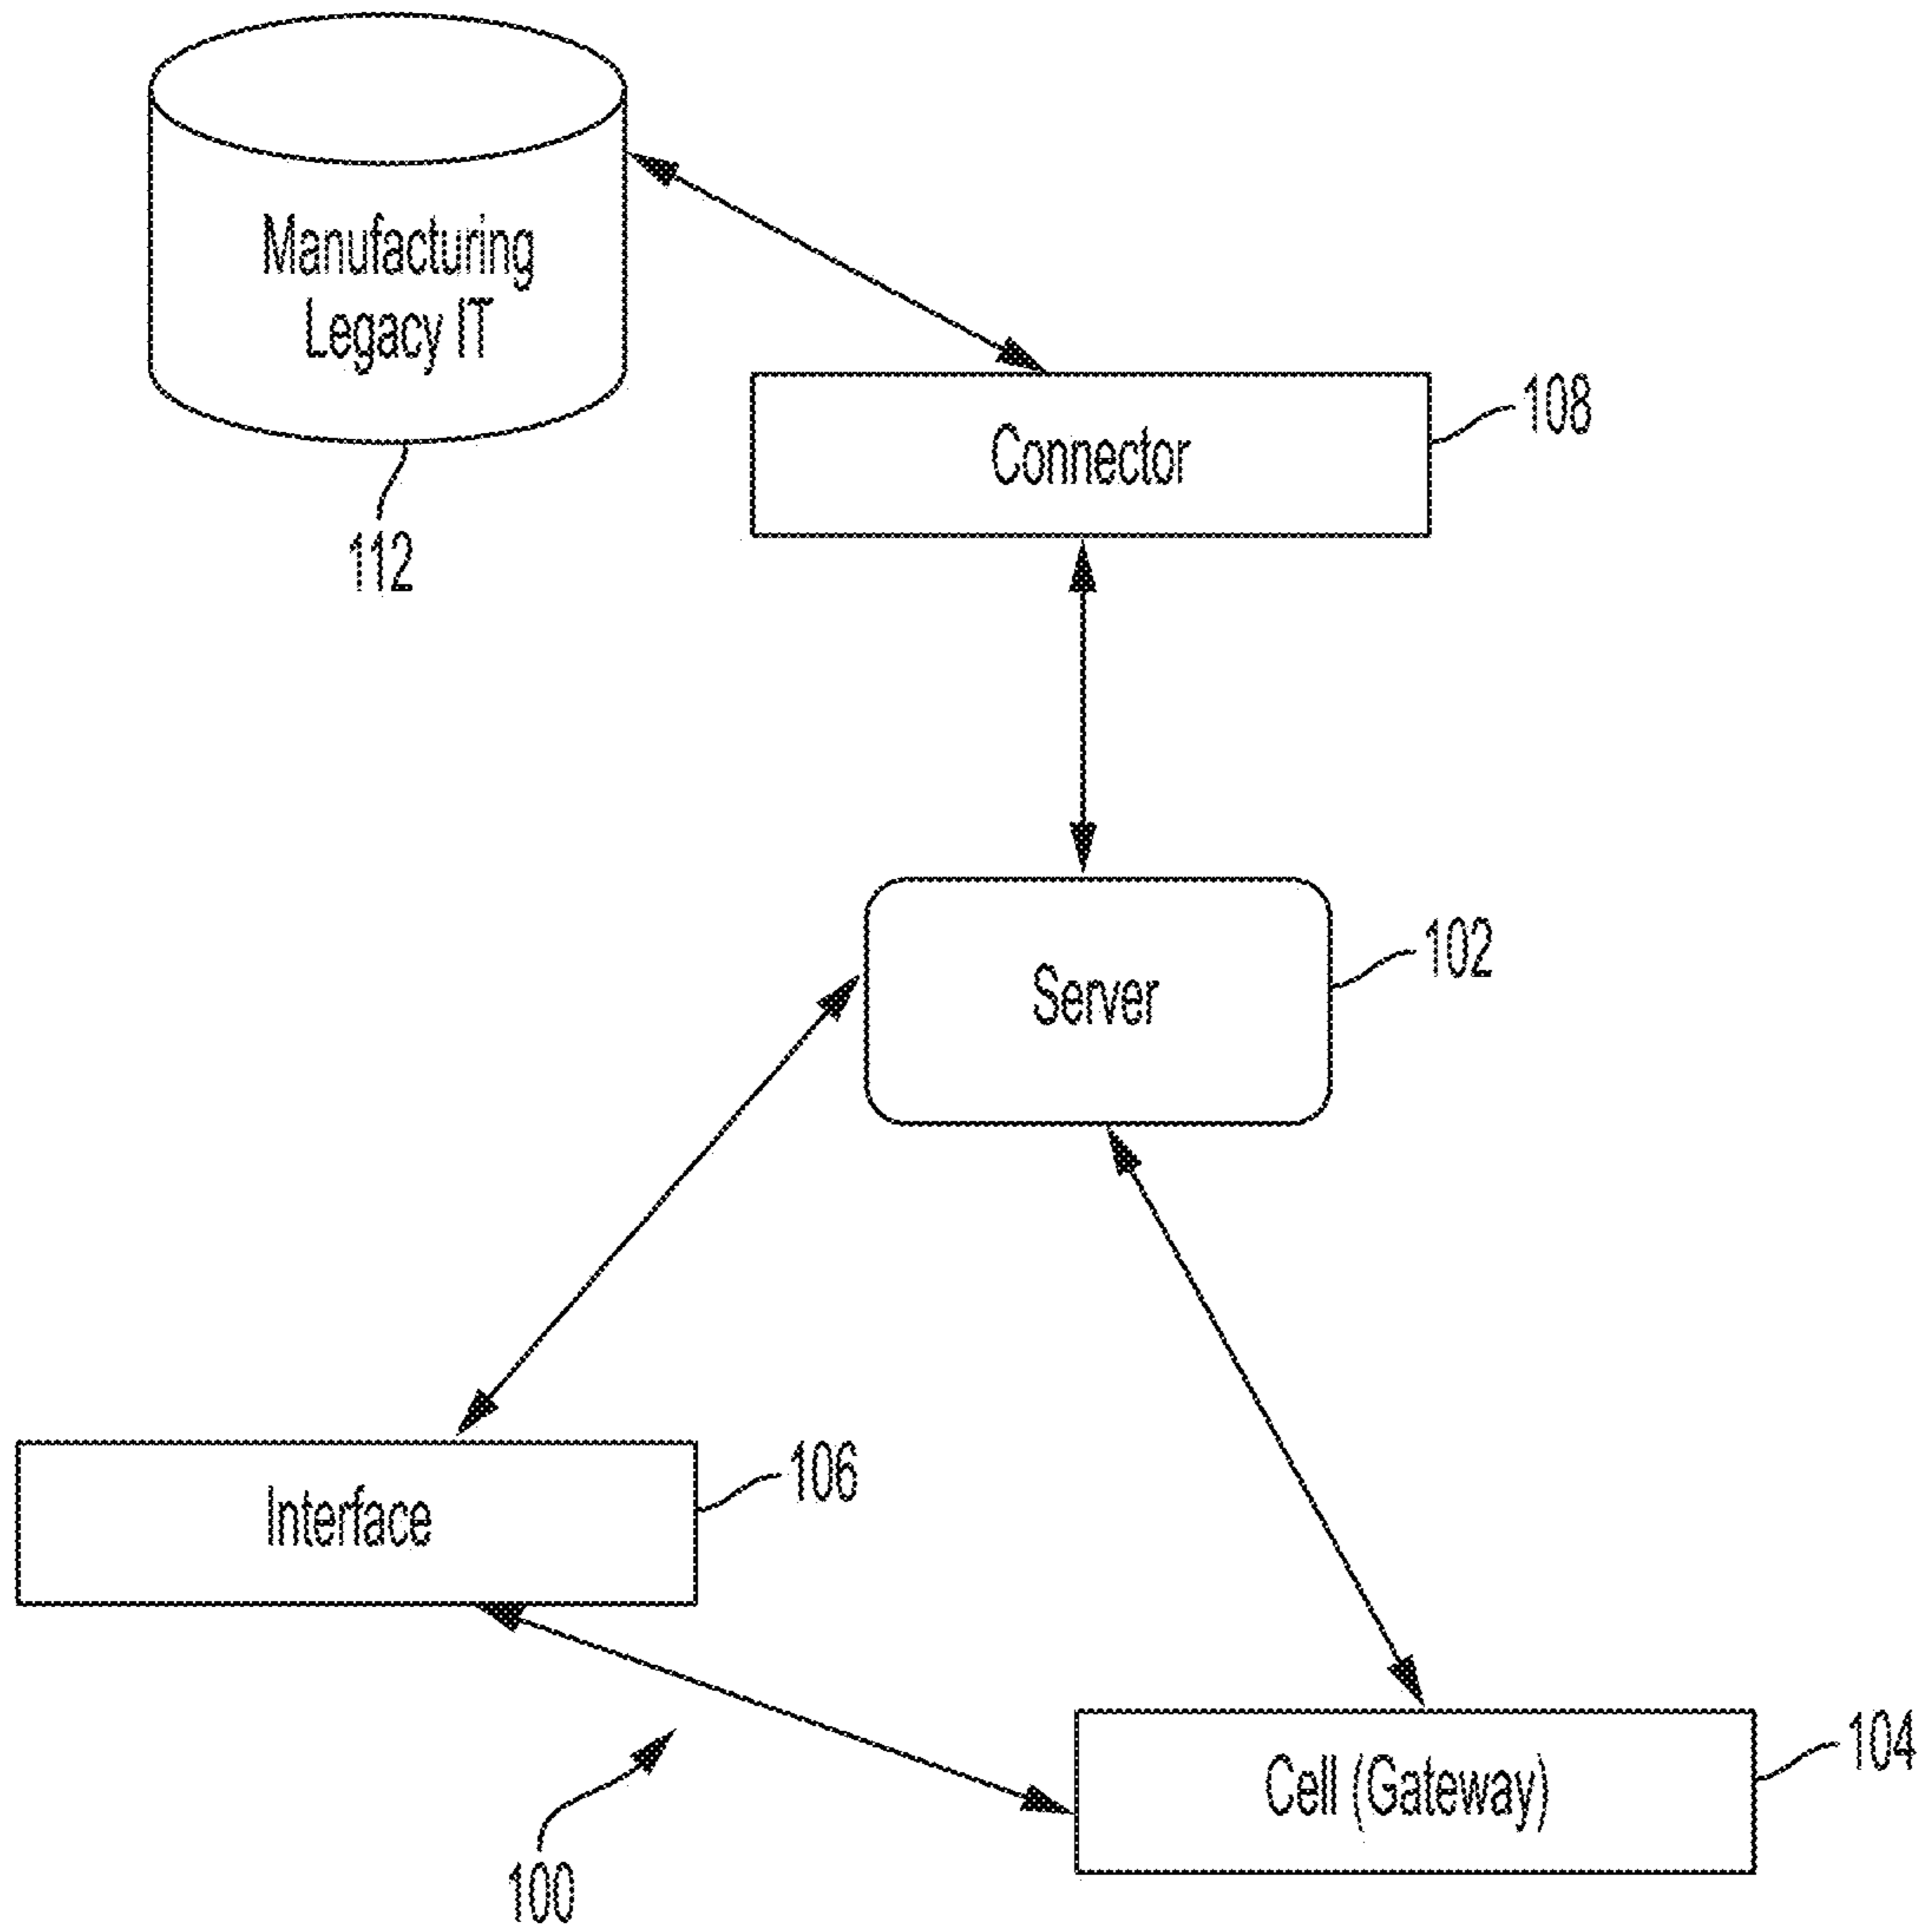 Manufacturing
Legacy IT
112
Connector
108
Server
102
Interface
106
Cell (Gateway)
104
100